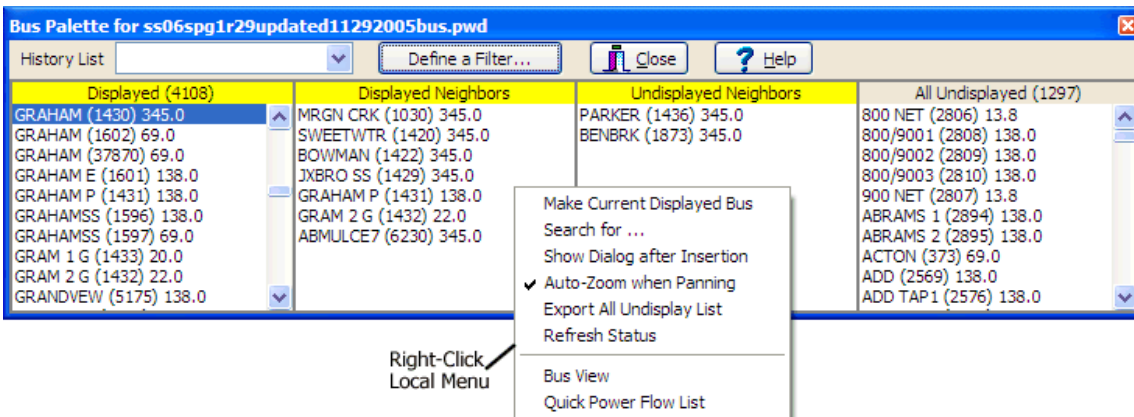 Bus Palette for ss06spg1r29updated11292005bus.pwd
History List Define a Filter... Close Help
Displayed (4108)
GRAHAM (1430) 345.0
GRAHAM (1602) 69.0
GRAHAM (37870) 69.0
GRAHAM E (1601) 138.0
GRAHAM P (1431) 138.0
GRAHAMSS (1596) 138.0
GRAHAMSS (1597) 69.0
GRAM 1 G (1433) 20.0
GRAM 2 G (1432) 22.0
GRANDVEW (5175) 138.0
Displayed Neighbors
MRGN CRK (1030) 345.0
SWEETWTR (1420) 345.0
BOWMAN (1422) 345.0
JXBRO SS (1429) 345.0
GRAHAM P (1431) 138.0
GRAM 2 G (1432) 22.0
ABMULCE7 (6230) 345.0
Undisplayed Neighbors
PARKER (1436) 345.0
BENBRK (1873) 345.0
All Undisplayed (1297)
800 NET (2806) 13.8
800/9001 (2808) 138.0
800/9002 (2809) 138.0
800/9003 (2810) 138.0
900 NET (2807) 13.8
ABRAMS 1 (2894) 138.0
ABRAMS 2 (2895) 138.0
ACTON (373) 69.0
ADD (2569) 138.0
ADD TAP1 (2576) 138.0
Make Current Displayed Bus
Search for ...
Show Dialog after Insertion
Auto-Zoom when Panning
Export All Undisplay List
Refresh Status
Bus View
Quick Power Flow List
Right-Click
Local Menu